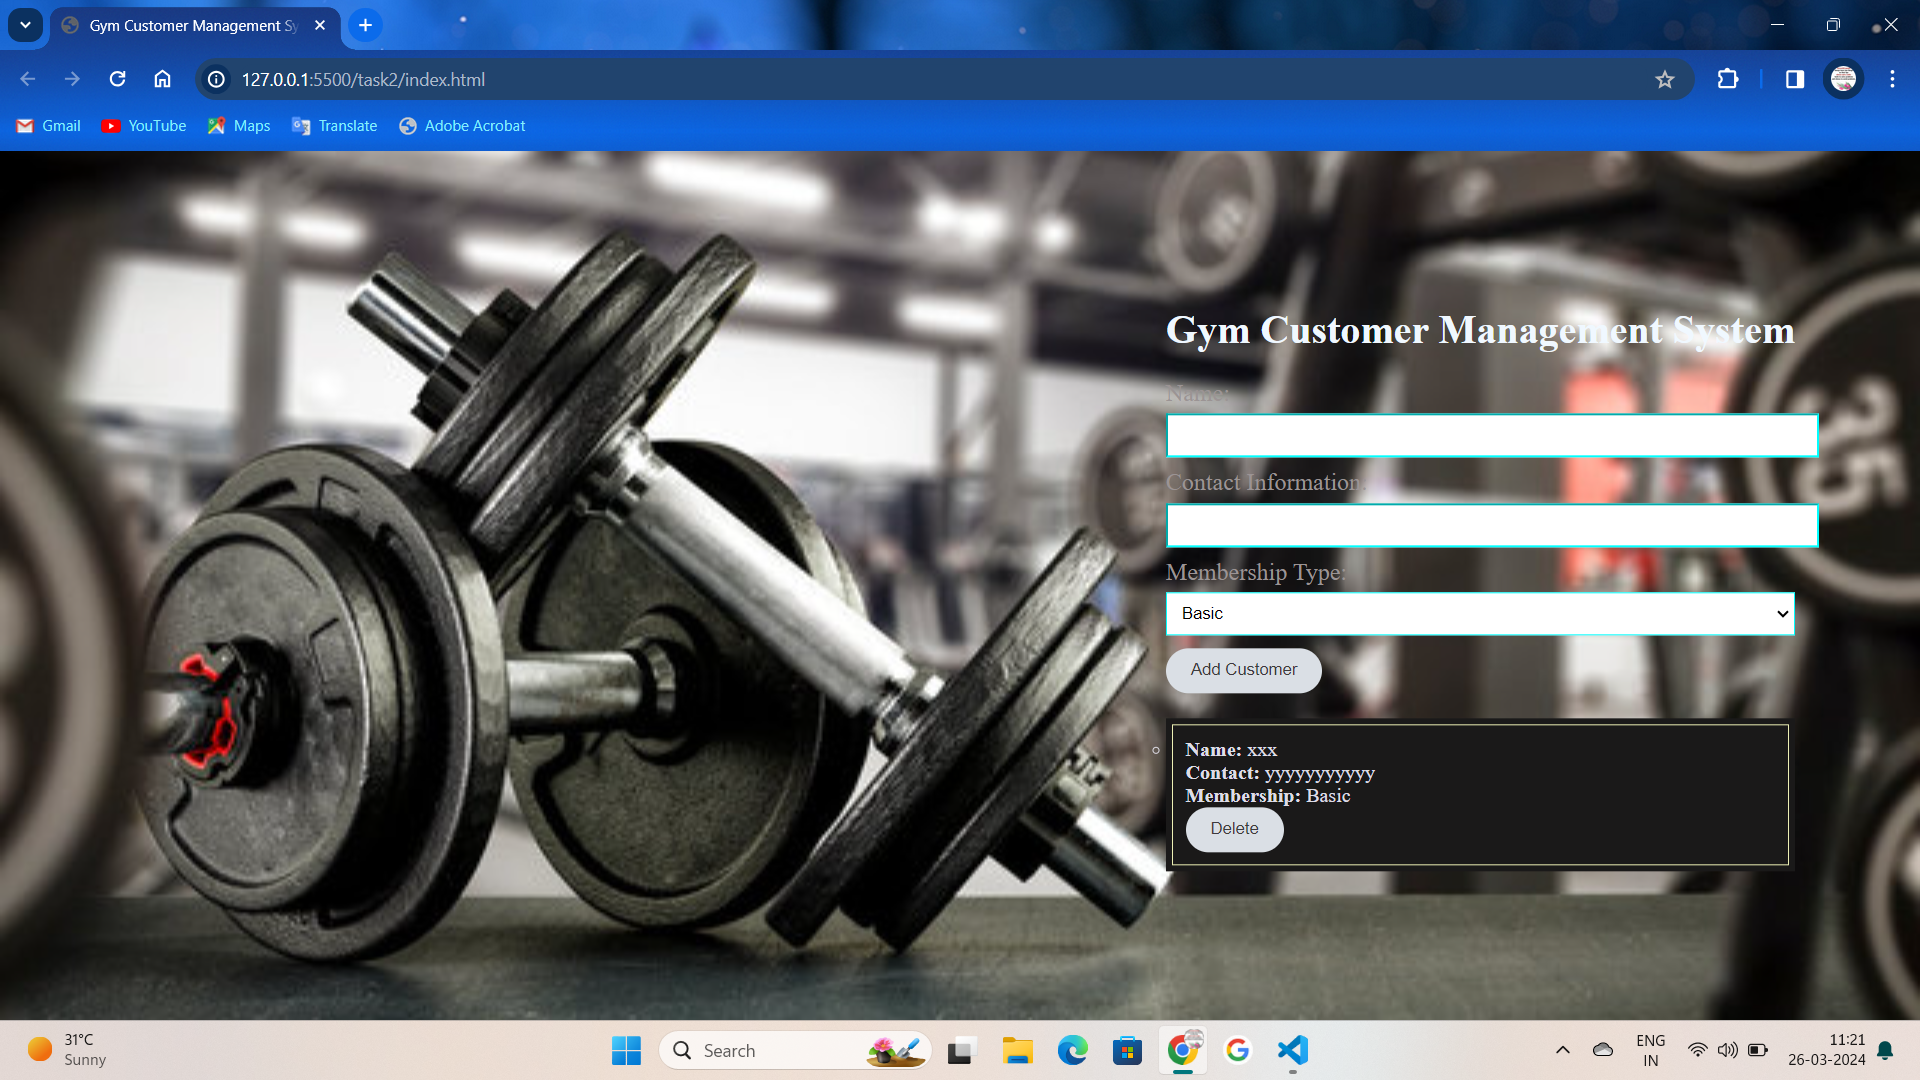 Gym Customer Management Sy
127.0.0.1:5500/task2/index.html
Gmail
YouTube
Maps
Translate
Adobe Acrobat
Gym Customer Management System
Name:
Contact Information:
Membership Type:
Basic
Add Customer
Name: xxx
Contact: yyyyyyyyyyy
Membership: Basic
Delete
35
31°C
Sunny
Search
ENG
IN
11:21
26-03-2024